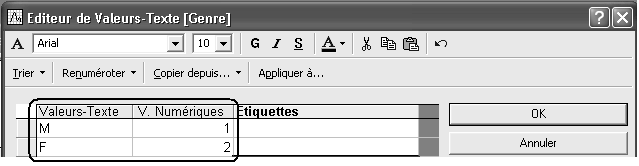 Editeur de Valeurs-Texte [Genre]
Arial 10 G I S A
Trier Renuméroter Copier depuis... Appliquer à...
Valeurs-Texte V. Numériques Etiquettes OK
M 1
F 2 Annuler